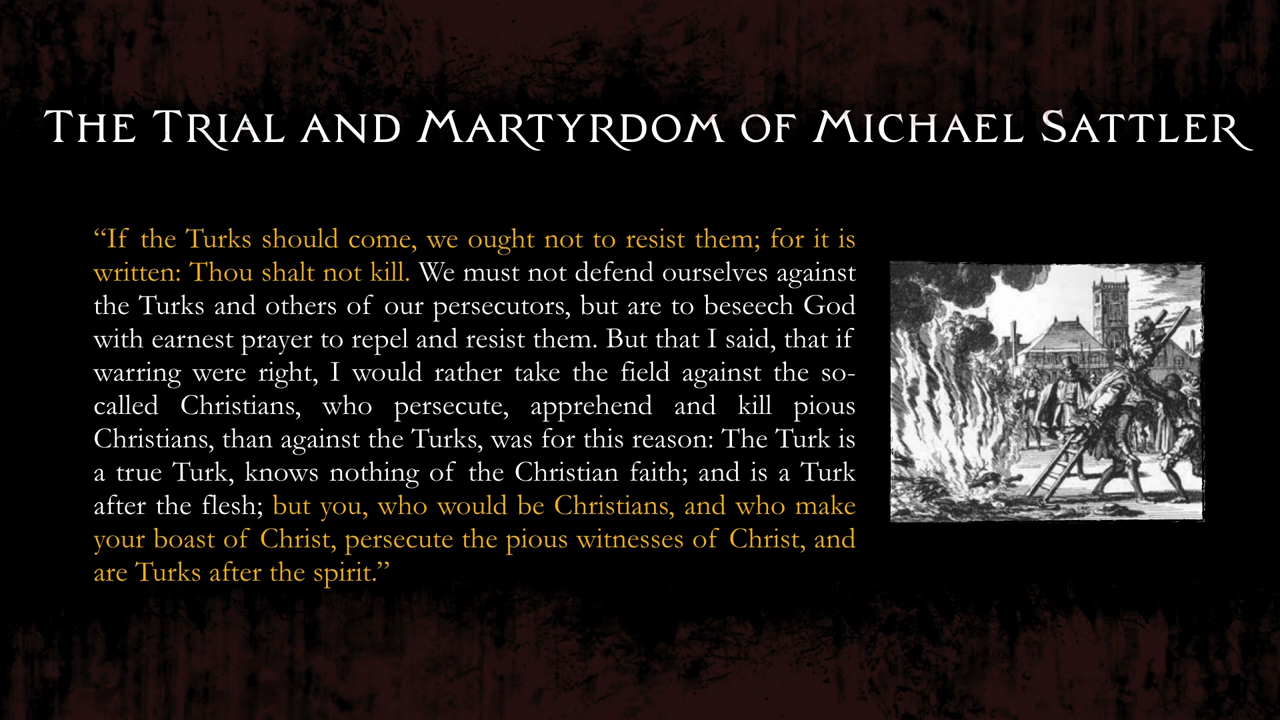 The Trial and Martyrdom of Michael Sattler
“If the Turks should come, we ought not to resist them; for it is
written: Thou shalt not kill. We must not defend ourselves against
the Turks and others of our persecutors, but are to beseech God
with earnest prayer to repel and resist them. But that I said, that if
warring were right, I would rather take the field against the so-
called Christians, who persecute, apprehend and kill pious
Christians, than against the Turks, was for this reason: The Turk is
a true Turk, knows nothing of the Christian faith; and is a Turk
after the flesh; but you, who would be Christians, and who make
your boast of Christ, persecute the pious witnesses of Christ, and
are Turks after the spirit.”